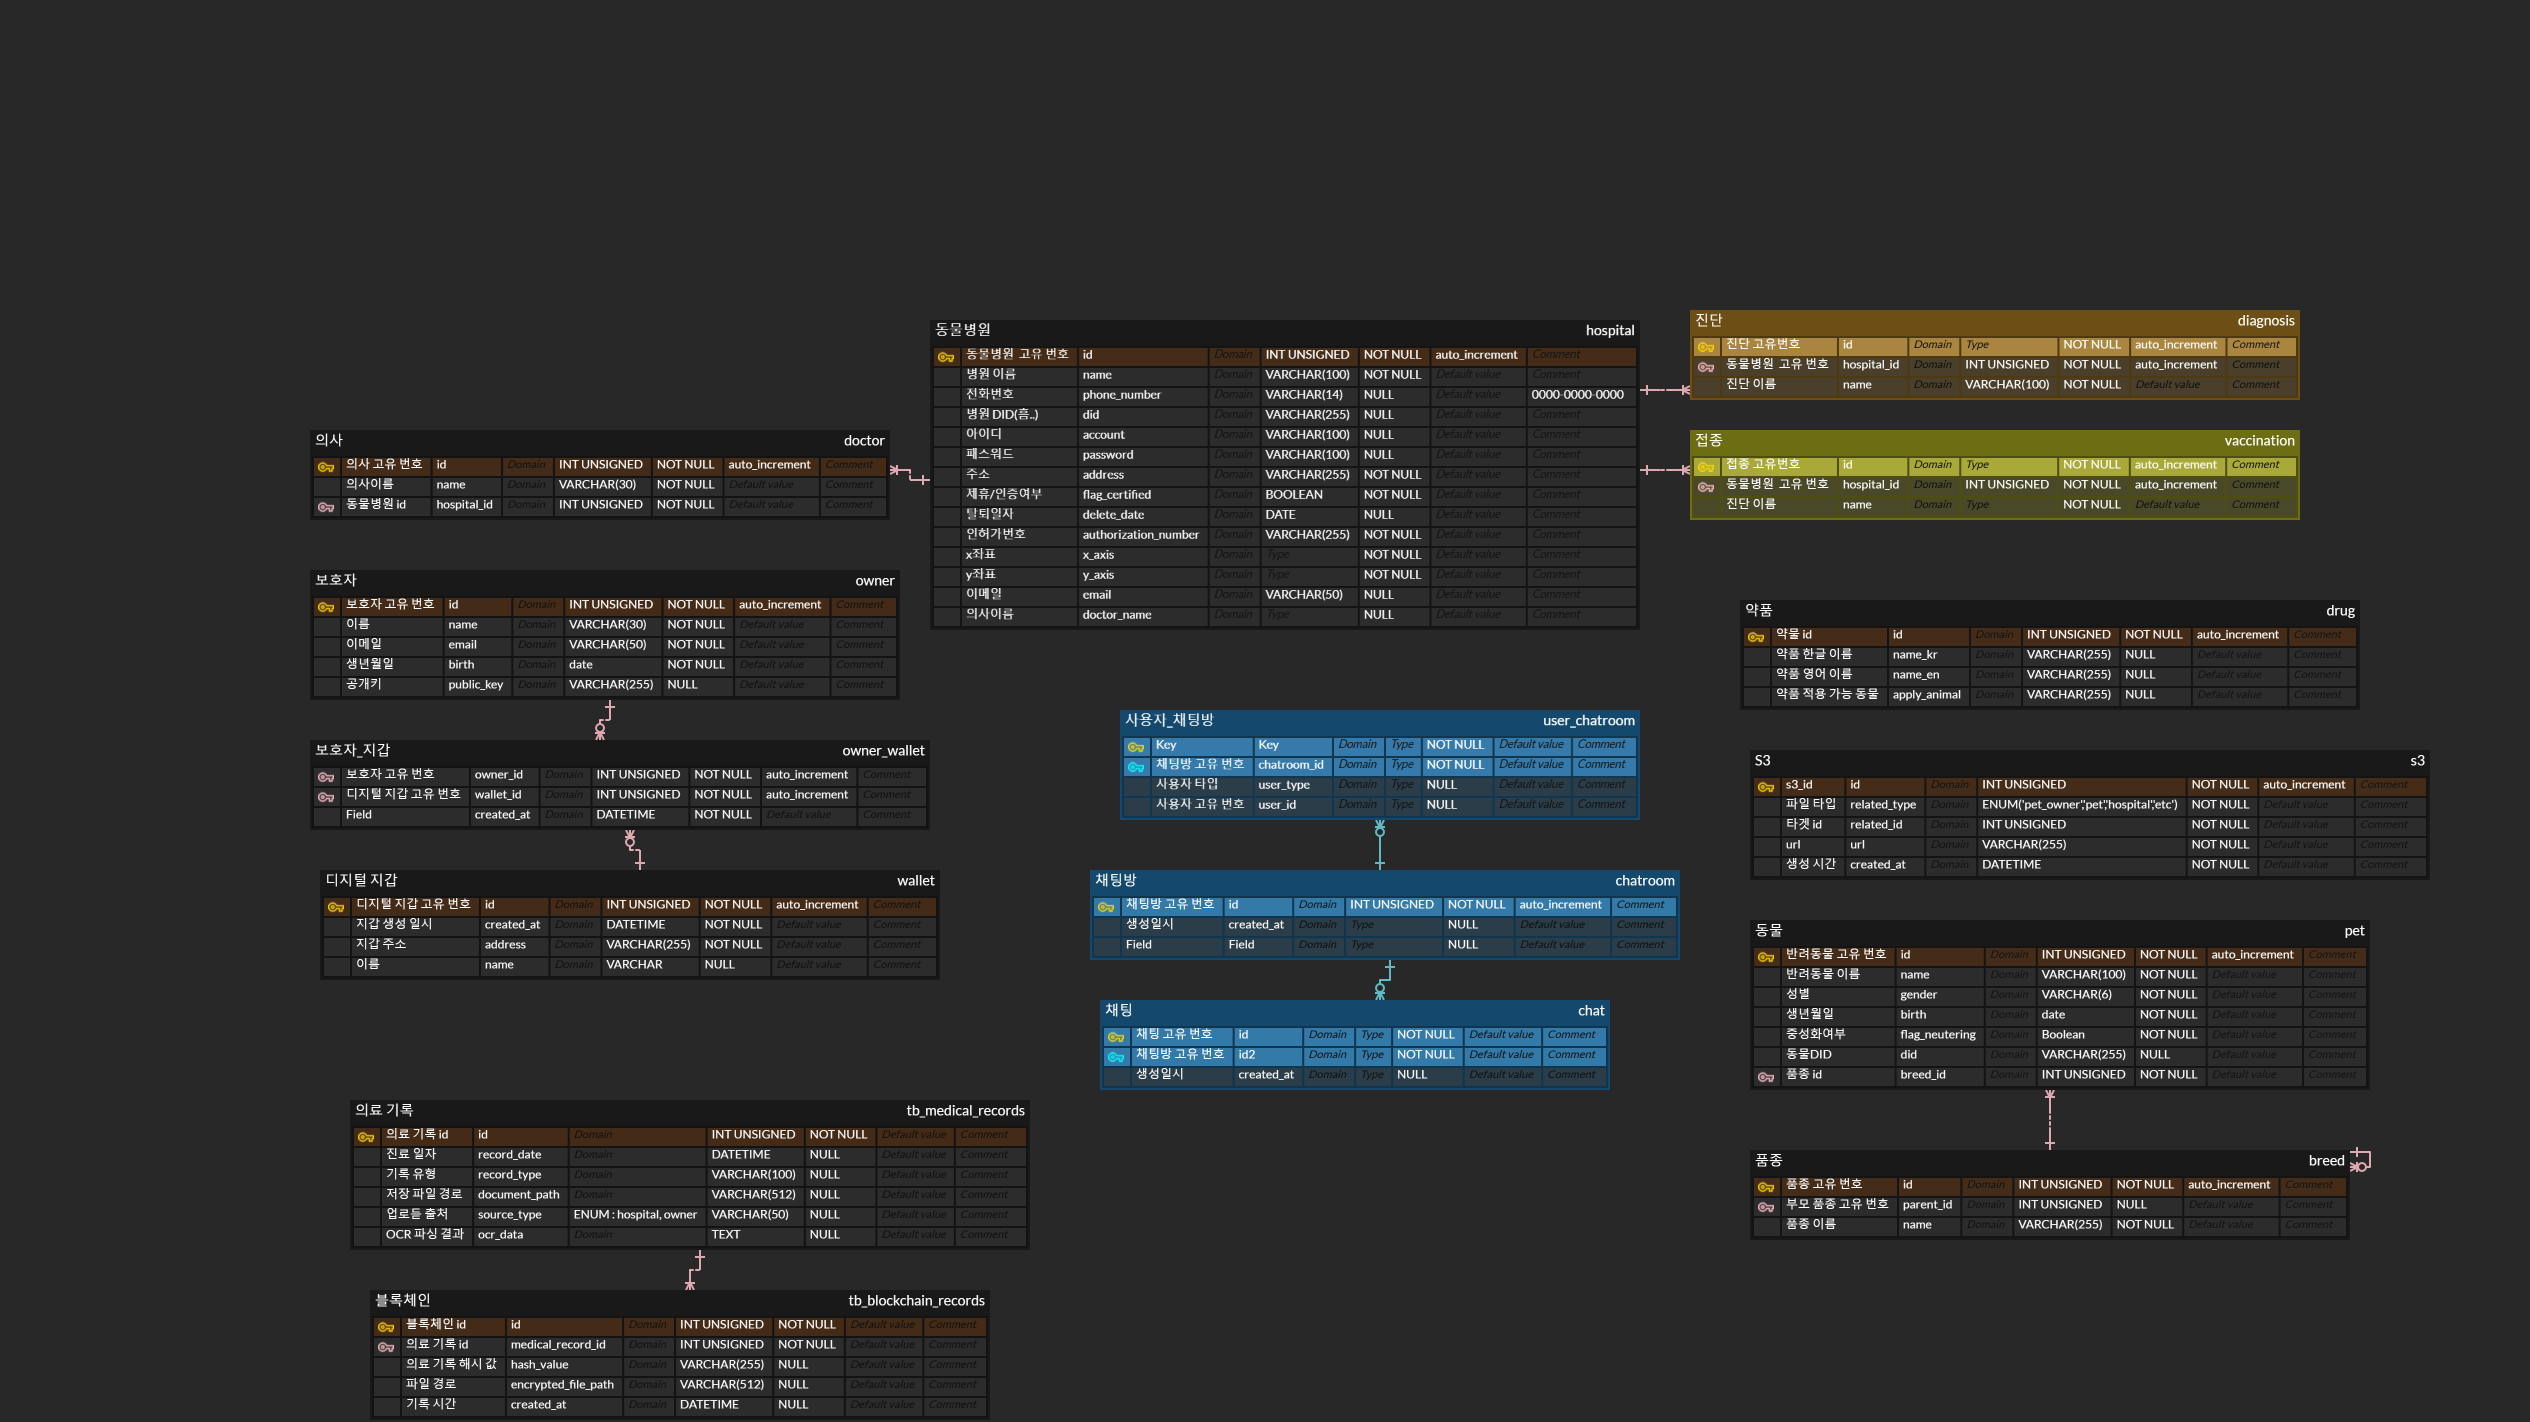 동물병원 hospital
동물병원 고유 번호 id Domain INT UNSIGNED NOT NULL auto_increment Comment
병원 이름 name Domain VARCHAR(100) NOT NULL Default value Comment
전화번호 phone_number Domain VARCHAR(14) NULL Default value 0000-0000-0000
병원 DID(흠..) did Domain VARCHAR(255) NULL Default value Comment
아이디 account Domain VARCHAR(100) NULL Default value Comment
패스워드 password Domain VARCHAR(100) NULL Default value Comment
주소 address Domain VARCHAR(255) NOT NULL Default value Comment
제휴/인증여부 flag_certified Domain BOOLEAN NOT NULL Default value Comment
탈퇴일자 delete_date Domain DATE NULL Default value Comment
인허가번호 authorization_number Domain VARCHAR(255) NOT NULL Default value Comment
x좌표 x_axis Domain Type NOT NULL Default value Comment
y좌표 y_axis Domain Type NOT NULL Default value Comment
이메일 email Domain VARCHAR(50) NULL Default value Comment
의사이름 doctor_name Domain Type NULL Default value Comment
진단 diagnosis
진단 고유번호 id Domain Type NOT NULL auto_increment Comment
동물병원 고유 번호 hospital_id Domain INT UNSIGNED NOT NULL auto_increment Comment
진단 이름 name Domain VARCHAR(100) NOT NULL Default value Comment
의사 doctor
의사 고유 번호 id Domain INT UNSIGNED NOT NULL auto_increment Comment
의사이름 name Domain VARCHAR(30) NOT NULL Default value Comment
동물병원 id hospital_id Domain INT UNSIGNED NOT NULL Default value Comment
접종 vaccination
접종 고유번호 id Domain Type NOT NULL auto_increment Comment
동물병원 고유 번호 hospital_id Domain INT UNSIGNED NOT NULL auto_increment Comment
진단 이름 name Domain Type NOT NULL Default value Comment
보호자 owner
보호자 고유 번호 id Domain INT UNSIGNED NOT NULL auto_increment Comment
이름 name Domain VARCHAR(30) NOT NULL Default value Comment
이메일 email Domain VARCHAR(50) NOT NULL Default value Comment
생년월일 birth Domain date NOT NULL Default value Comment
공개키 public_key Domain VARCHAR(255) NULL Default value Comment
약품 drug
약물 id id Domain INT UNSIGNED NOT NULL auto_increment Comment
약품 한글 이름 name_kr Domain VARCHAR(255) NULL Default value Comment
약품 영어 이름 name_en Domain VARCHAR(255) NULL Default value Comment
약품 적용 가능 동물 apply_animal Domain VARCHAR(255) NULL Default value Comment
보호자_지갑 owner_wallet
보호자 고유 번호 owner_id Domain INT UNSIGNED NOT NULL auto_increment Comment
디지털 지갑 고유 번호 wallet_id Domain INT UNSIGNED NOT NULL auto_increment Comment
Field created_at Domain DATETIME NOT NULL Default value Comment
사용자_채팅방 user_chatroom
Key Key Domain Type NOT NULL Default value Comment
채팅방 고유 번호 chatroom_id Domain Type NOT NULL Default value Comment
사용자 타입 user_type Domain Type NULL Default value Comment
사용자 고유 번호 user_id Domain Type NULL Default value Comment
S3 s3
s3_id id Domain INT UNSIGNED NOT NULL auto_increment Comment
파일 타입 related_type Domain ENUM('pet_owner','pet','hospital','etc') NOT NULL Default value Comment
타겟 id related_id Domain INT UNSIGNED NOT NULL Default value Comment
url url Domain VARCHAR(255) NOT NULL Default value Comment
생성 시간 created_at Domain DATETIME NOT NULL Default value Comment
디지털 지갑 wallet
디지털 지갑 고유 번호 id Domain INT UNSIGNED NOT NULL auto_increment Comment
지갑 생성 일시 created_at Domain DATETIME NOT NULL Default value Comment
지갑 주소 address Domain VARCHAR(255) NOT NULL Default value Comment
이름 name Domain VARCHAR NULL Default value Comment
채팅방 chatroom
채팅방 고유 번호 id Domain INT UNSIGNED NOT NULL auto_increment Comment
생성일시 created_at Domain Type NULL Default value Comment
Field Field Domain Type NULL Default value Comment
동물 pet
반려동물 고유 번호 id Domain INT UNSIGNED NOT NULL auto_increment Comment
반려동물 이름 name Domain VARCHAR(100) NOT NULL Default value Comment
성별 gender Domain VARCHAR(6) NOT NULL Default value Comment
생년월일 birth Domain date NOT NULL Default value Comment
중성화여부 flag_neutering Domain Boolean NOT NULL Default value Comment
동물DID did Domain VARCHAR(255) NULL Default value Comment
품종 id breed_id Domain INT UNSIGNED NOT NULL Default value Comment
채팅 chat
채팅 고유 번호 id Domain Type NOT NULL Default value Comment
채팅방 고유 번호 id2 Domain Type NOT NULL Default value Comment
생성일시 created_at Domain Type NULL Default value Comment
의료 기록 tb_medical_records
의료 기록 id id Domain INT UNSIGNED NOT NULL Default value Comment
진료 일자 record_date Domain DATETIME NULL Default value Comment
기록 유형 record_type Domain VARCHAR(100) NULL Default value Comment
저장 파일 경로 document_path Domain VARCHAR(512) NULL Default value Comment
업로듣 출처 source_type ENUM : hospital, owner VARCHAR(50) NULL Default value Comment
OCR 파싱 결과 ocr_data Domain TEXT NULL Default value Comment
품종 breed
품종 고유 번호 id Domain INT UNSIGNED NOT NULL auto_increment Comment
부모 품종 고유 번호 parent_id Domain INT UNSIGNED NULL Default value Comment
품종 이름 name Domain VARCHAR(255) NOT NULL Default value Comment
블록체인 tb_blockchain_records
블록체인 id id Domain INT UNSIGNED NOT NULL Default value Comment
의료 기록 id medical_record_id Domain INT UNSIGNED NOT NULL Default value Comment
의료 기록 해시 값 hash_value Domain VARCHAR(255) NULL Default value Comment
파일 경로 encrypted_file_path Domain VARCHAR(512) NULL Default value Comment
기록 시간 created_at Domain DATETIME NULL Default value Comment